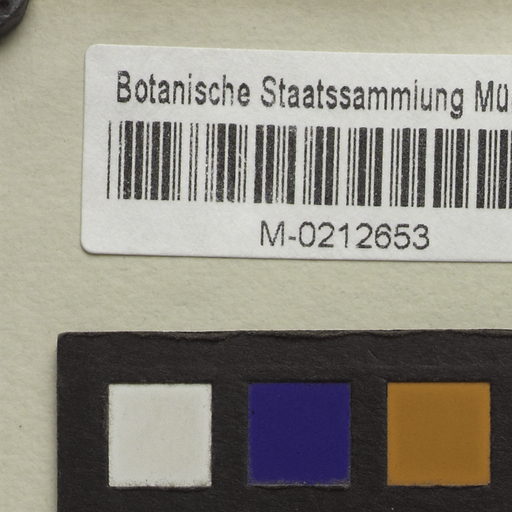 Botanische Staatssammlung Mü
M-0212653